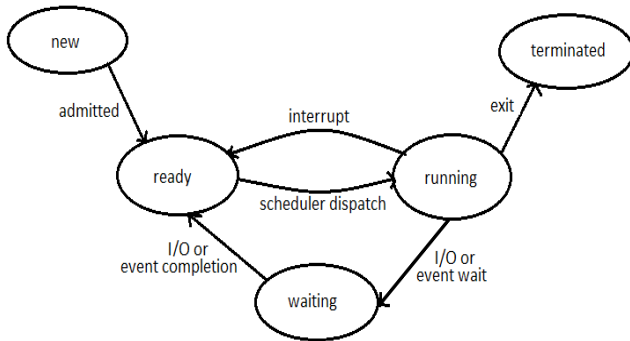 new
terminated
admitted
interrupt
exit
ready
running
scheduler dispatch
I/O or
event completion
I/O or
event wait
waiting